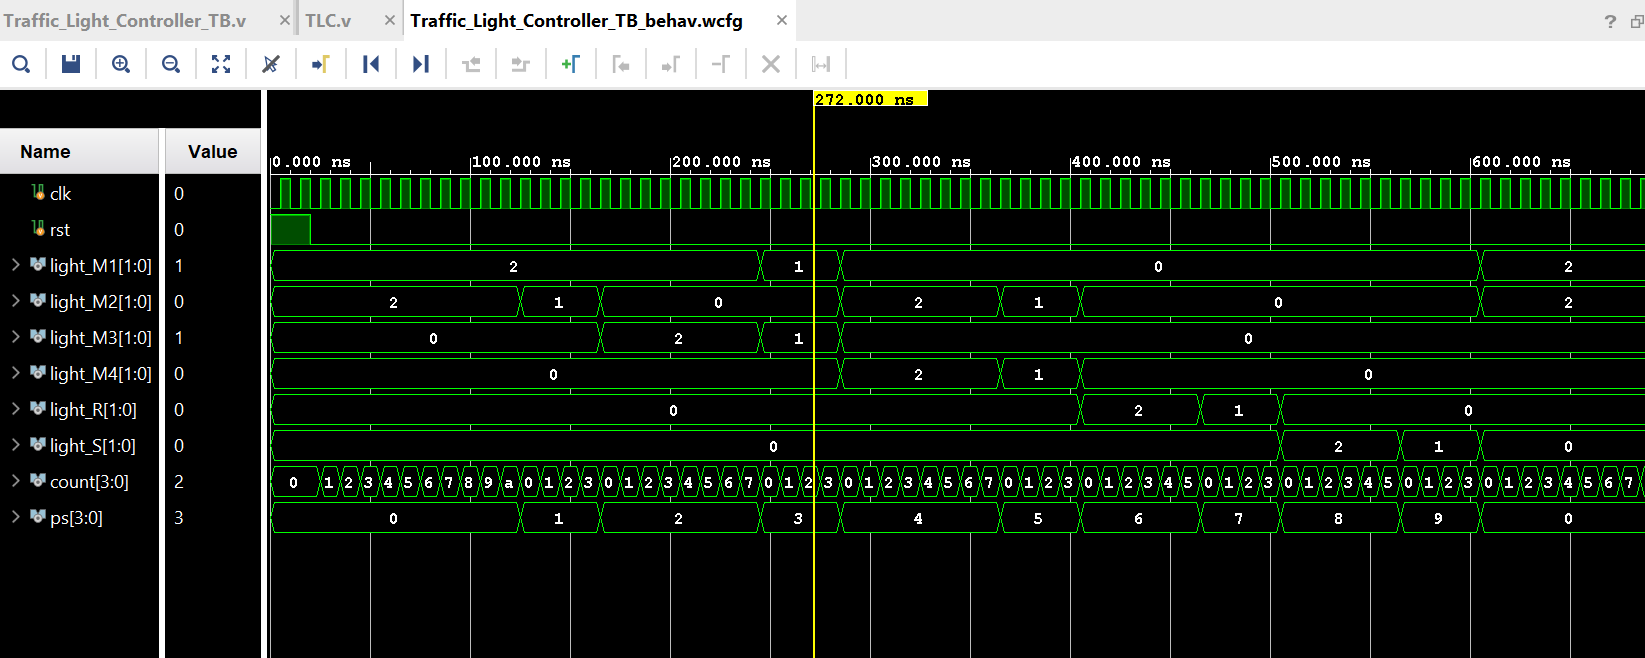 Traffic_Light_Controller_TB.v × TLC.v × Traffic_Light_Controller_TB_behav.wcfg × ?
272.000 ns
Name Value 0.000 ns 100.000 ns 200.000 ns 300.000 ns 400.000 ns 500.000 ns 600.000 ns
clk 0
rst 0
light_M1[1:0] 1 2 1 0 2
light_M2[1:0] 0 2 1 0 2 1 0 2
light_M3[1:0] 1 0 2 1 0
light_M4[1:0] 0 0 2 1 0
light_R[1:0] 0 0 2 1 0
light_S[1:0] 0 0 2 1 0
count[3:0] 2 0 1 2 3 4 5 6 7 8 9 a 0 1 2 3 0 1 2 3 4 5 6 7 0 1 2 3 0 1 2 3 4 5 6 7 0 1 2 3 0 1 2 3 4 5 0 1 2 3 0 1 2 3 4 5 0 1 2 3 0 1 2 3 4 5 6 7
ps[3:0] 3 0 1 2 3 4 5 6 7 8 9 0